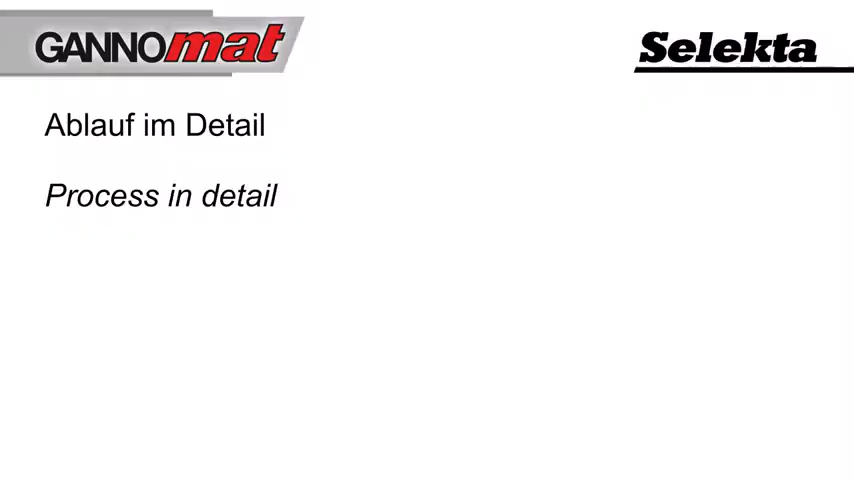 GANNOmat
Selekta
Ablauf im Detail
Process in detail